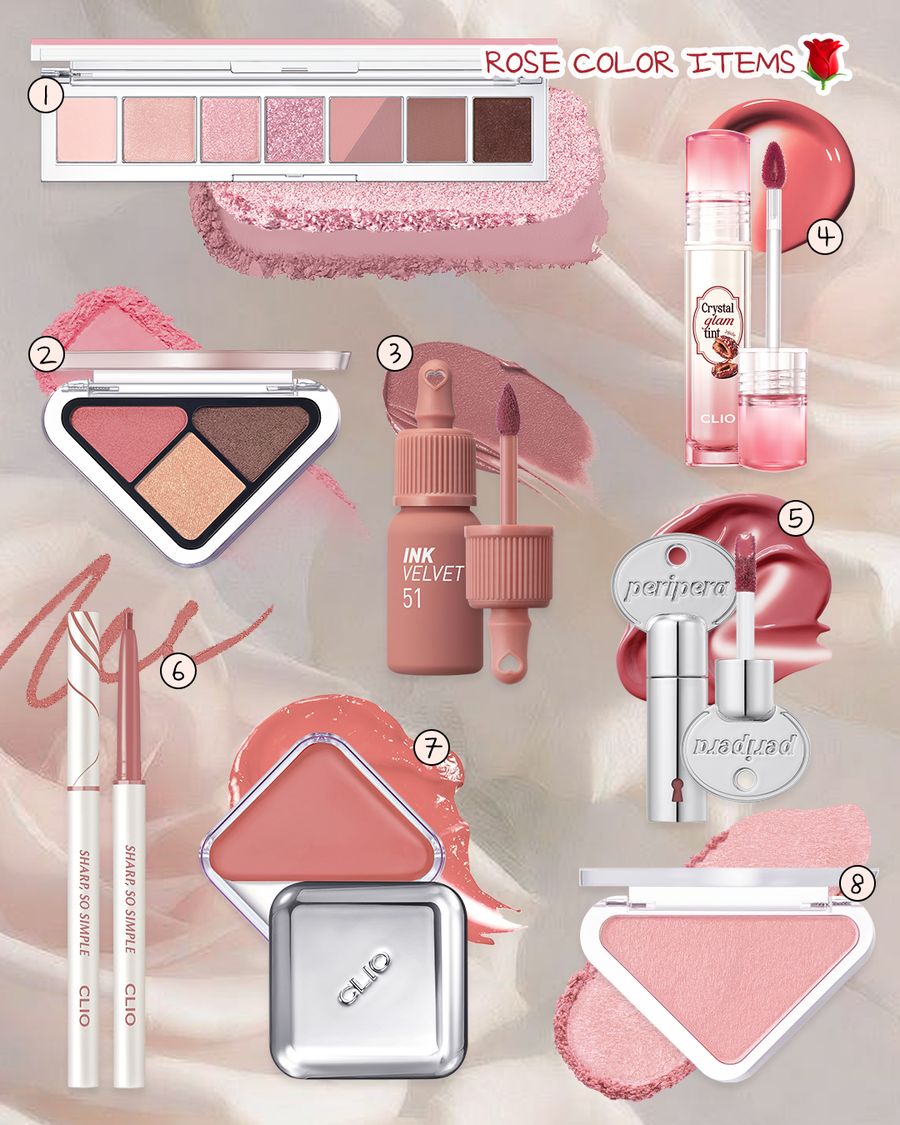 ROSE COLOR ITEMS
1
2
3
4
Crystal
glam
tint
CLIO
INK
VELVET
51
5
peripera
peripera
6
SHARP, SO SIMPLE
CLIO
SHARP, SO SIMPLE
CLIO
7
CLIO
8